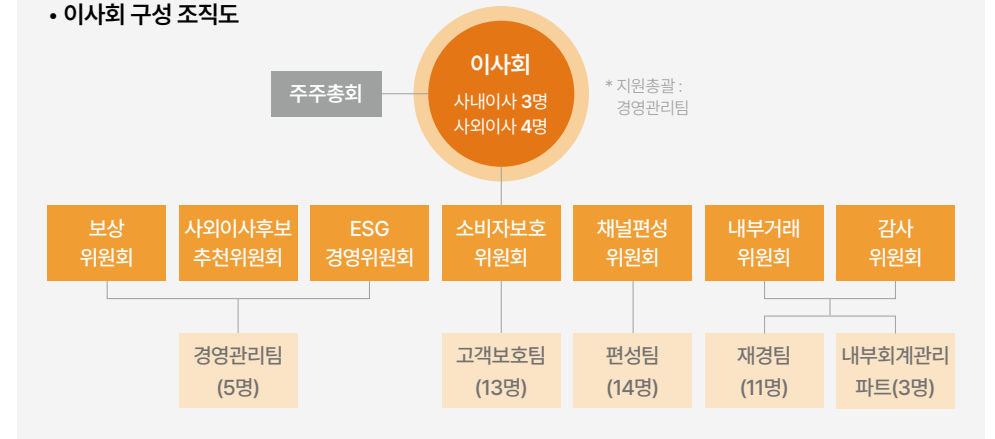 • 이사회 구성 조직도
이사회
사내이사 3명
사외이사 4명
주주총회
* 지원총괄 :
경영관리팀
보상
위원회
사외이사후보
추천위원회
ESG
경영위원회
소비자보호
위원회
채널편성
위원회
내부거래
위원회
감사
위원회
경영관리팀
(5명)
고객보호팀
(13명)
편성팀
(14명)
재경팀
(11명)
내부회계관리
파트(3명)